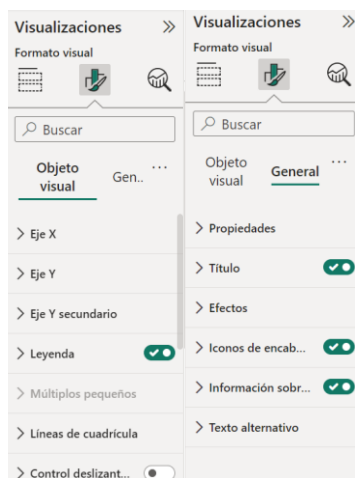 Visualizaciones
Formato visual
Buscar
Objeto
visual
Gen..
...
Eje X
Eje Y
Eje Y secundario
Leyenda
Múltiplos pequeños
Líneas de cuadrícula
Control deslizant...
Visualizaciones
Formato visual
Buscar
Objeto
visual
General
...
Propiedades
Título
Efectos
Iconos de encab...
Información sobr...
Texto alternativo